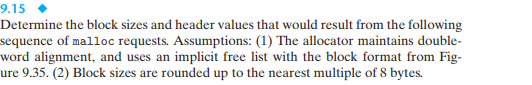 9.15 ◆
Determine the block sizes and header values that would result from the following
sequence of malloc requests. Assumptions: (1) The allocator maintains double-
word alignment, and uses an implicit free list with the block format from Fig-
ure 9.35. (2) Block sizes are rounded up to the nearest multiple of 8 bytes.